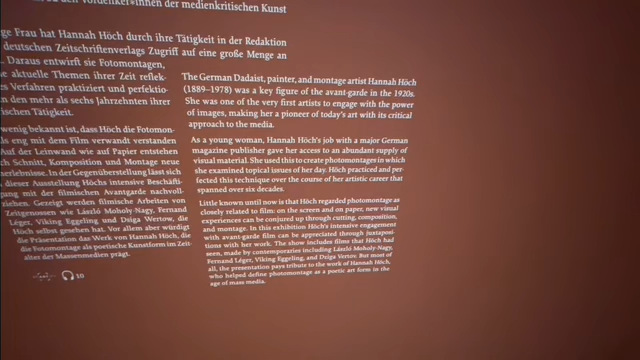 den Vordenker*innen der medienkritischen Kunst
ge Frau hat Hannah Höch durch ihre Tätigkeit in der Redaktion
deutschen Zeitschriftenverlags Zugriff auf eine große Menge an
. Daraus entwirft sie Fotomontagen,
e aktuelle Themen ihrer Zeit reflek-
es Verfahren praktiziert und perfektio-
n den mehr als sechs Jahrzehnten ihrer
rischen Tätigkeit.
wenig bekannt ist, dass Höch die Fotomon-
ls eng mit dem Film verwandt verstanden
Auf der Leinwand wie auf Papier entstehen
ch Schnitt, Komposition und Montage neue
erlebnisse. In der Gegenüberstellung lässt sich
dieser Ausstellung Höchs intensive Beschäfti-
gang mit der filmischen Avantgarde nachvoll-
ziehen. Gezeigt werden filmische Arbeiten von
Zeitgenossen wie László Moholy-Nagy, Fernand
Léger, Viking Eggeling und Dsiga Wertow, die
Höch selbst gesehen hat. Vor allem aber würdigt
die Präsentation das Werk von Hannah Höch, die
die Fotomontage als poetische Kunstform im Zeit-
alter der Massenmedien prägt.
10
The German Dadaist, painter, and montage artist Hannah Höch
(1889–1978) was a key figure of the avant-garde in the 1920s.
She was one of the very first artists to engage with the power
of images, making her a pioneer of today's art with its critical
approach to the media.
As a young woman, Hannah Höch's job with a major German
magazine publisher gave her access to an abundant supply of
visual material. She used this to create photomontages in which
she examined topical issues of her day. Höch practiced and per-
fected this technique over the course of her artistic career that
spanned over six decades.
Little known until now is that Höch regarded photomontage as
closely related to film: on the screen and on paper, new visual
experiences can be conjured up through cutting, composition,
and montage. In this exhibition Höch's intensive engagement
with avant-garde film can be appreciated through juxtaposi-
tions with her work. The show includes films that Höch had
seen, made by contemporaries including László Moholy-Nagy,
Fernand Léger, Viking Eggeling, and Dziga Vertov. But most of
all, the presentation pays tribute to the work of Hannah Höch,
who helped define photomontage as a poetic art form in the
age of mass media.